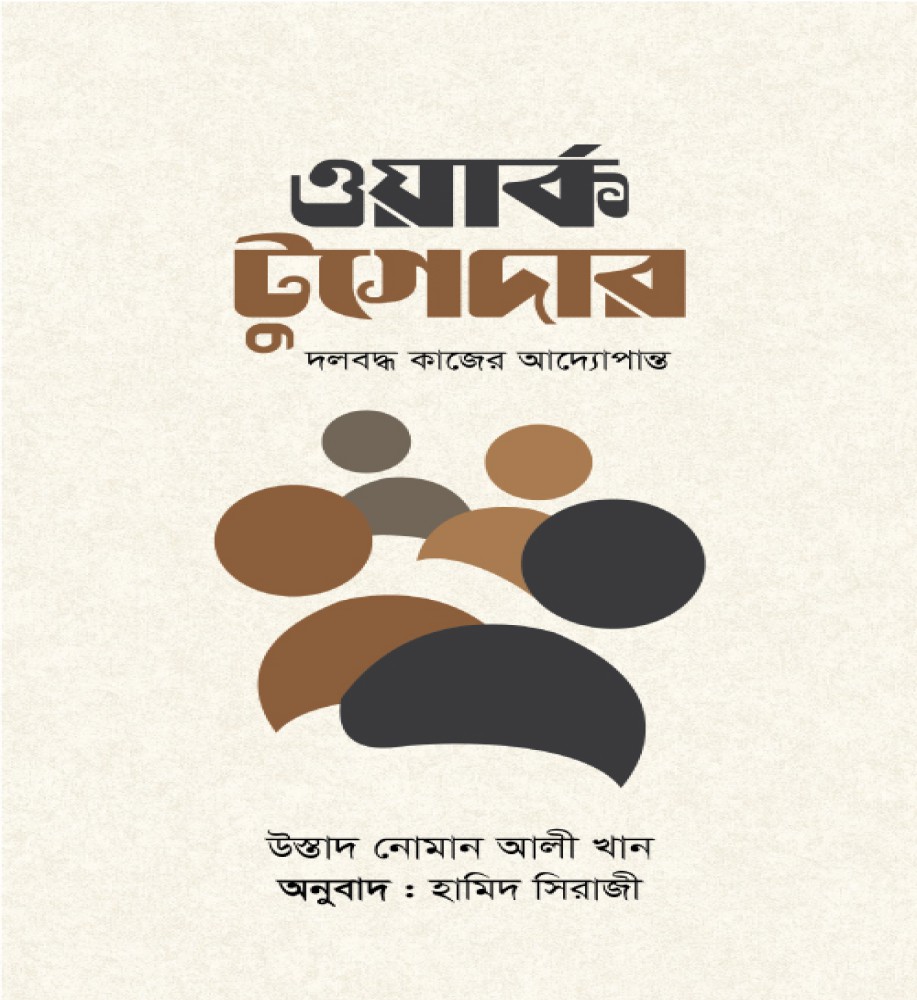 ওয়ার্ক
টুগেদার
দলবদ্ধ কাজের আদ্যোপান্ত
উস্তাদ নোমান আলী খান
অনুবাদ : হামিদ সিরাজী